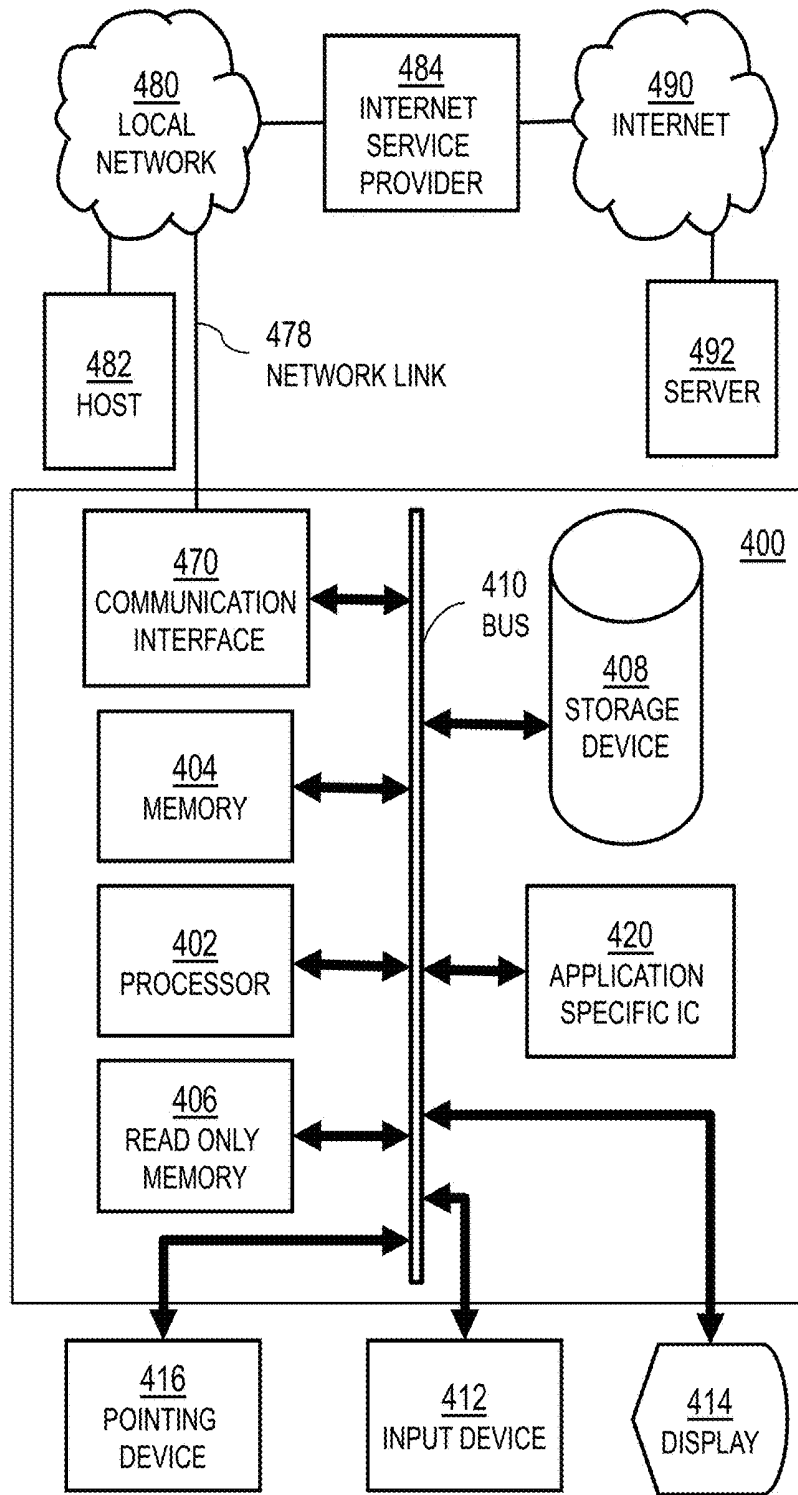 480
LOCAL
NETWORK
484
INTERNET
SERVICE
PROVIDER
490
INTERNET
482
HOST
478
NETWORK LINK
492
SERVER
400
470
COMMUNICATION
INTERFACE
410
BUS
408
STORAGE
DEVICE
404
MEMORY
402
PROCESSOR
420
APPLICATION
SPECIFIC IC
406
READ ONLY
MEMORY
416
POINTING
DEVICE
412
INPUT DEVICE
414
DISPLAY